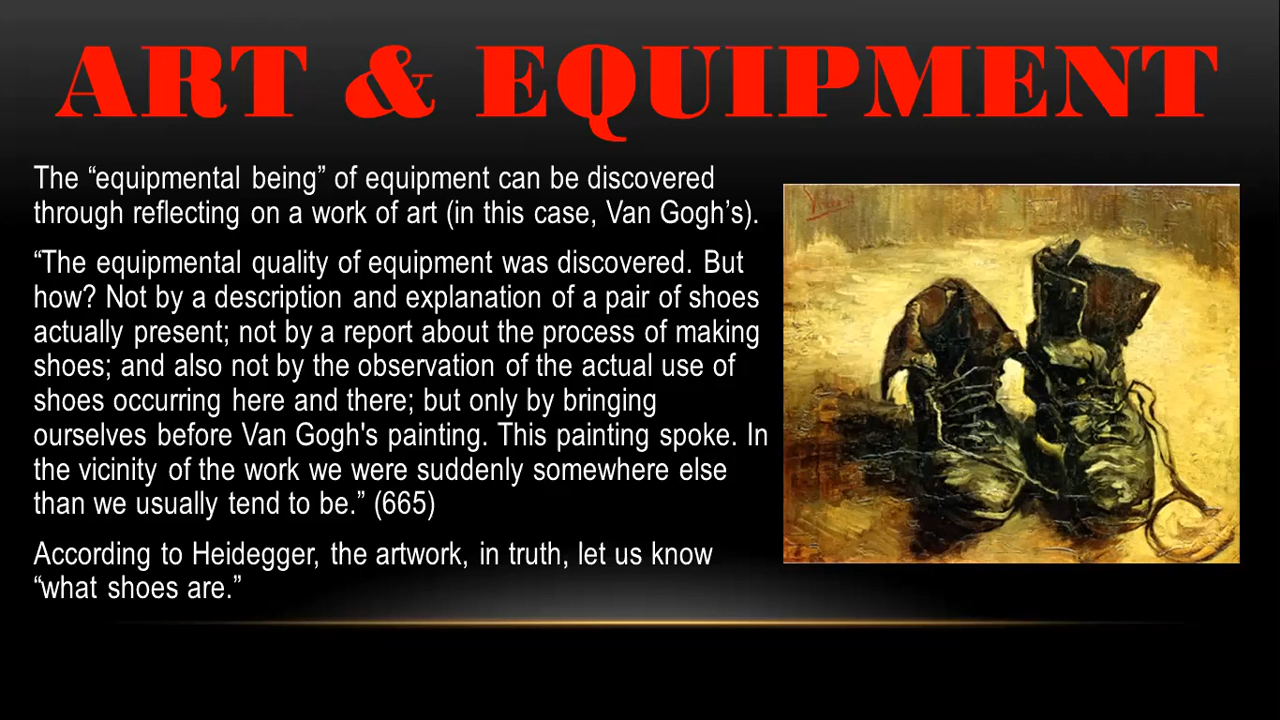 ART & EQUIPMENT
The “equipmental being” of equipment can be discovered
through reflecting on a work of art (in this case, Van Gogh’s).
“The equipmental quality of equipment was discovered. But
how? Not by a description and explanation of a pair of shoes
actually present; not by a report about the process of making
shoes; and also not by the observation of the actual use of
shoes occurring here and there; but only by bringing
ourselves before Van Gogh's painting. This painting spoke. In
the vicinity of the work we were suddenly somewhere else
than we usually tend to be.” (665)
According to Heidegger, the artwork, in truth, let us know
“what shoes are.”
Vincent